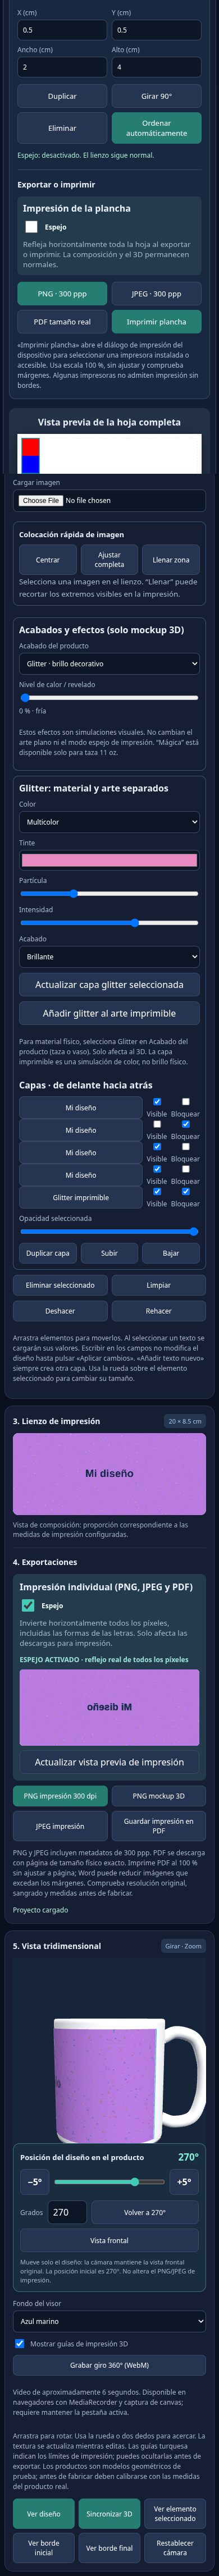 X (cm)
Y (cm)
0.5
0.5
Ancho (cm)
Alto (cm)
2
4
Duplicar
Girar 90°
Eliminar
Ordenar
automáticamente
Espejo: desactivado. El lienzo sigue normal.
Exportar o imprimir
Impresión de la plancha
Espejo
Refleja horizontalmente toda la hoja al exportar
o imprimir. La composición y el 3D permanecen
normales.
PNG · 300 ppp
JPEG · 300 ppp
PDF tamaño real
Imprimir plancha
«Imprimir plancha» abre el diálogo de impresión del
dispositivo para seleccionar una impresora instalada o
accesible. Usa escala 100 %, sin ajustar y comprueba
márgenes. Algunas impresoras no admiten impresión sin
bordes.
Vista previa de la hoja completa
Cargar imagen
Choose File No file chosen
Colocación rápida de imagen
Centrar
Ajustar
completa
Llenar zona
Selecciona una imagen en el lienzo. “Llenar” puede
recortar los extremos visibles en la impresión.
Acabados y efectos (solo mockup 3D)
Acabado del producto
Glitter · brillo decorativo
Nivel de calor / revelado
0 % · fría
Estos efectos son simulaciones visuales. No cambian el
arte plano ni el modo espejo de impresión. “Mágica” está
disponible solo para taza 11 oz.
Glitter: material y arte separados
Color
Multicolor
Tinte
Partícula
Intensidad
Acabado
Brillante
Actualizar capa glitter seleccionada
Añadir glitter al arte imprimible
Para material físico, selecciona Glitter en Acabado del
producto (taza o vaso). Solo afecta al 3D. La capa
imprimible es una simulación de color, no brillo físico.
Capas · de delante hacia atrás
Mi diseño
Visible
Bloquear
Mi diseño
Visible
Bloquear
Mi diseño
Visible
Bloquear
Mi diseño
Visible
Bloquear
Glitter imprimible
Visible
Bloquear
Opacidad seleccionada
Duplicar capa
Subir
Bajar
Eliminar seleccionado
Limpiar
Deshacer
Rehacer
Arrastra elementos para moverlos. Al seleccionar un texto se
cargarán sus valores. Escribir en los campos no modifica el
diseño hasta pulsar «Aplicar cambios». «Añadir texto nuevo»
siempre crea otra capa. Usa la rueda sobre el elemento
seleccionado para cambiar su tamaño.
3. Lienzo de impresión
20 × 8.5 cm
Mi diseño
Vista de composición: proporción correspondiente a las
medidas de impresión configuradas.
4. Exportaciones
Impresión individual (PNG, JPEG y PDF)
Espejo
Invierte horizontalmente todos los píxeles,
incluidas las formas de las letras. Solo afecta las
descargas para impresión.
ESPEJO ACTIVADO · reflejo real de todos los píxeles
Mi diseño
Actualizar vista previa de impresión
PNG impresión 300 dpi
PNG mockup 3D
JPEG impresión
Guardar impresión en
PDF
PNG y JPEG incluyen metadatos de 300 ppp. PDF se descarga
con página de tamaño físico exacto. Imprime PDF al 100 %
sin ajustar a página; Word puede reducir imágenes que
excedan los márgenes. Comprueba resolución original,
sangrado y medidas antes de fabricar.
Proyecto cargado
5. Vista tridimensional
Girar · Zoom
Posición del diseño en el producto
270°
−5°
+5°
Grados
270
Volver a 270°
Vista frontal
Mueve solo el diseño: la cámara mantiene la vista frontal
original. La posición inicial es 270°. No altera el PNG/JPEG de
impresión.
Fondo del visor
Azul marino
Mostrar guías de impresión 3D
Grabar giro 360° (WebM)
Video de aproximadamente 6 segundos. Disponible en
navegadores con MediaRecorder y captura de canvas;
requiere mantener la pestaña activa.
Arrastra para rotar. Usa la rueda o dos dedos para acercar. La
textura se actualiza mientras editas. Las guías turquesa
indican los límites de impresión; puedes ocultarlas antes de
exportar. Los productos son modelos geométricos de
prueba; antes de fabricar deben calibrarse con las medidas
del producto real.
Ver diseño
Sincronizar 3D
Ver elemento
seleccionado
Ver borde
inicial
Ver borde final
Restablecer
cámara